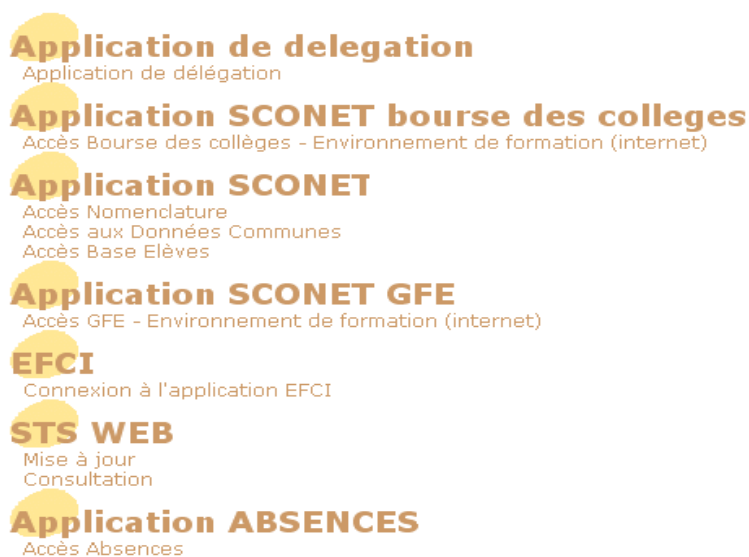 Application de delegation
Application de délégation
Application SCONET bourse des colleges
Accès Bourse des collèges - Environnement de formation (internet)
Application SCONET
Accès Nomenclature
Accès aux Données Communes
Accès Base Elèves
Application SCONET GFE
Accès GFE - Environnement de formation (internet)
EFCI
Connexion à l'application EFCI
STS WEB
Mise à jour
Consultation
Application ABSENCES
Accès Absences